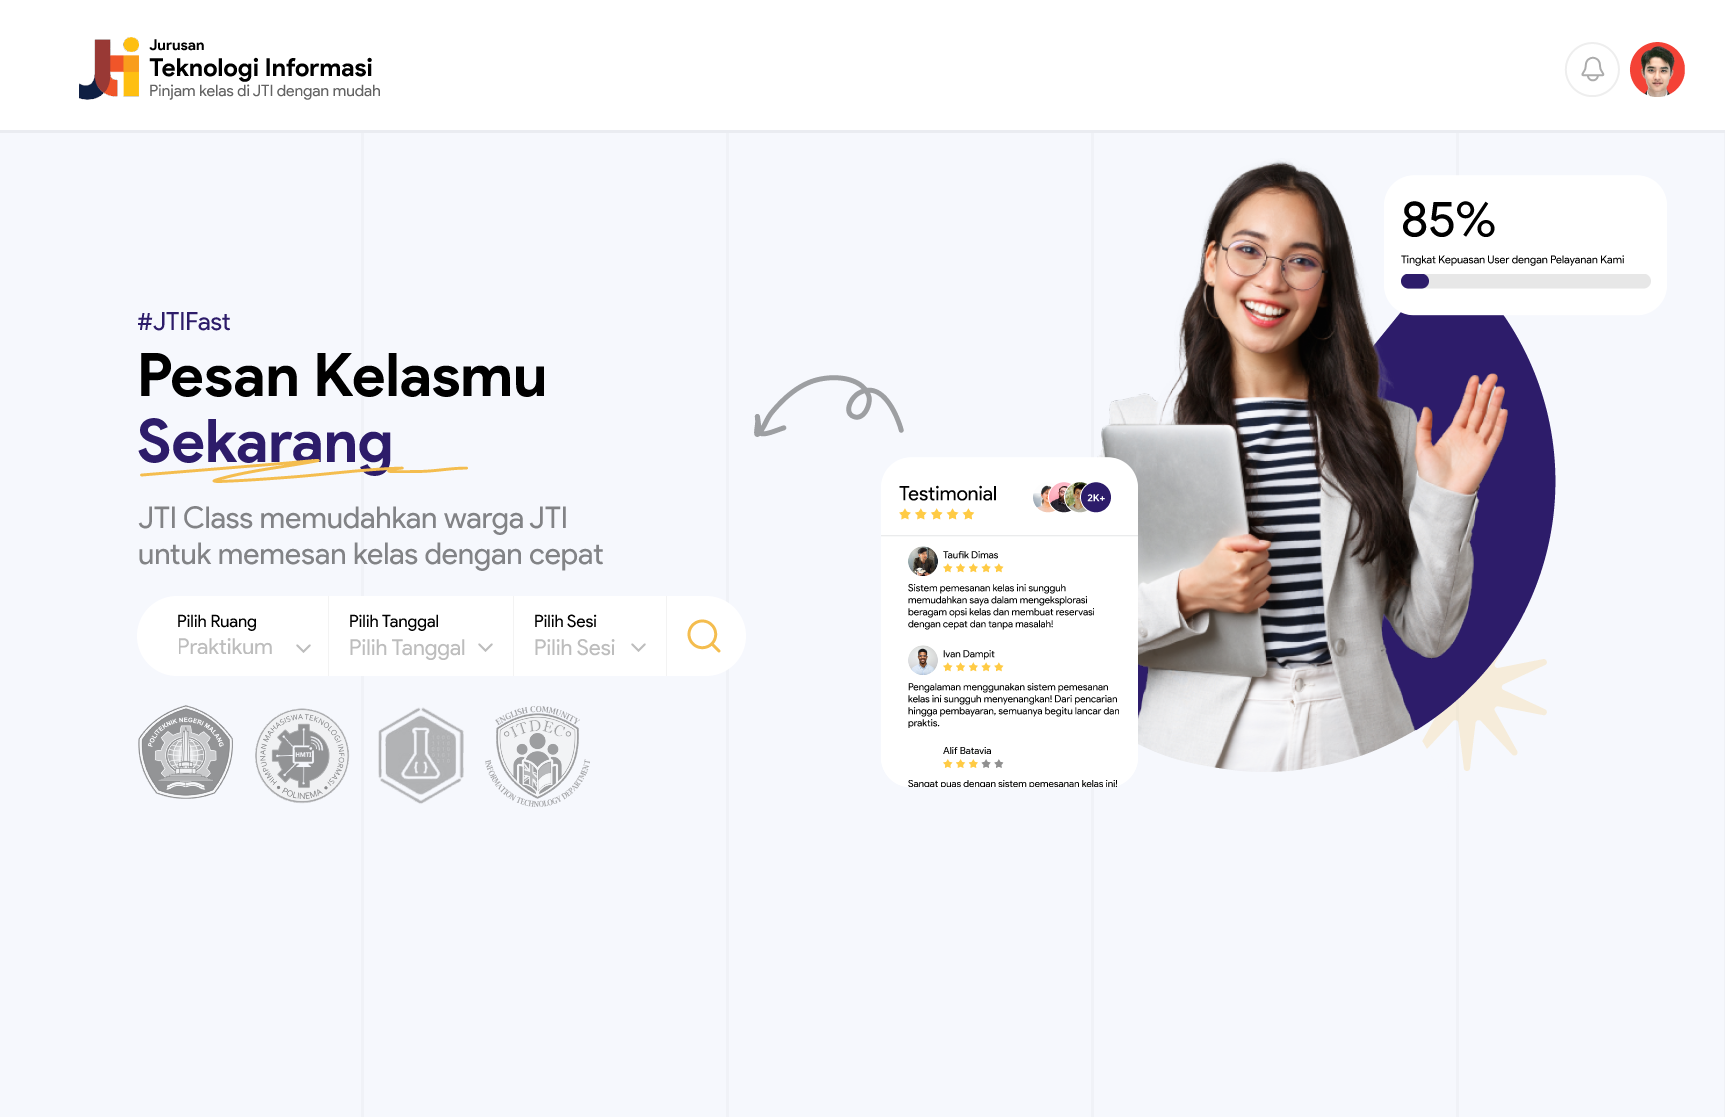 Jurusan
Teknologi Informasi
Pinjam kelas di JTI dengan mudah
85%
Tingkat Kepuasan User dengan Pelayanan Kami
#JTIFast
Pesan Kelasmu
Sekarang
JTI Class memudahkan warga JTI
untuk memesan kelas dengan cepat
Pilih Ruang
Praktikum
Pilih Tanggal
Pilih Tanggal
Pilih Sesi
Pilih Sesi
POLITEKNIK NEGERI MALANG
HIMPUNAN MAHASISWA TEKNOLOGI INFORMASI
HMTI
POLINEMA
{ }
ENGLISH COMMUNITY
ITDEC
INFORMATION TECHNOLOGY DEPARTMENT
Testimonial
2K+
Taufik Dimas
Sistem pemesanan kelas ini sungguh
memudahkan saya dalam mengeksplorasi
beragam opsi kelas dan membuat reservasi
dengan cepat dan tanpa masalah!
Ivan Dampit
Pengalaman menggunakan sistem pemesanan
kelas ini sungguh menyenangkan! Dari pencarian
hingga pembayaran, semuanya begitu lancar dan
praktis.
Alif Batavia
Sangat puas dengan sistem pemesanan kelas ini!